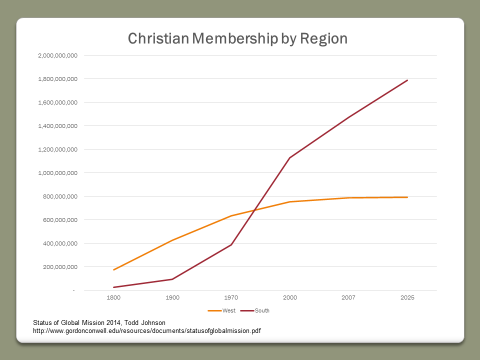 Christian Membership by Region
2,000,000,000
1,800,000,000
1,600,000,000
1,400,000,000
1,200,000,000
1,000,000,000
800,000,000
600,000,000
400,000,000
200,000,000
-
1800 1900 1970 2000 2007 2025
West South
Status of Global Mission 2014, Todd Johnson
http://www.gordonconwell.edu/resources/documents/statusofglobalmission.pdf